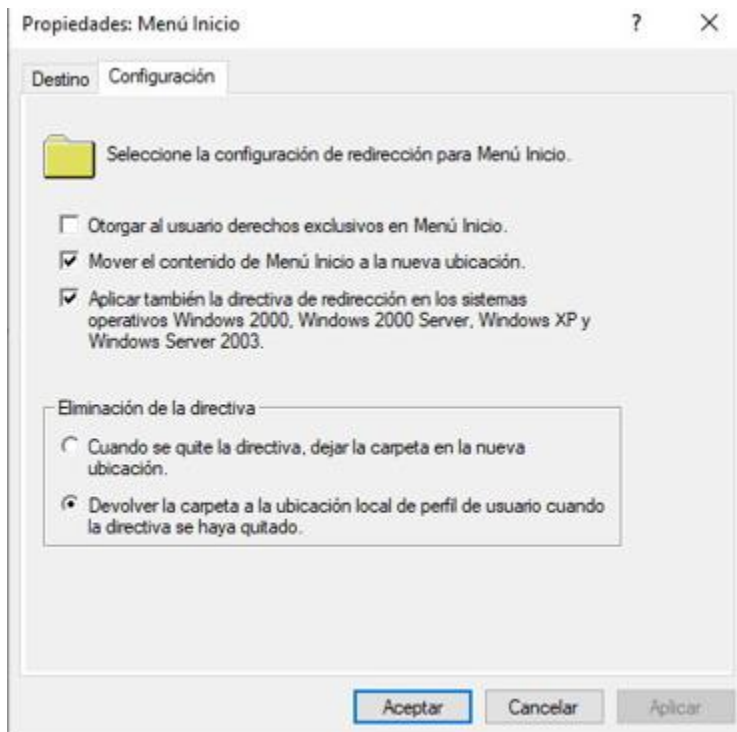 Propiedades: Menú Inicio
?
Destino
Configuración
Seleccione la configuración de redirección para Menú Inicio.
Otorgar al usuario derechos exclusivos en Menú Inicio.
Mover el contenido de Menú Inicio a la nueva ubicación.
Aplicar también la directiva de redirección en los sistemas
operativos Windows 2000, Windows 2000 Server, Windows XP y
Windows Server 2003.
Eliminación de la directiva
Cuando se quite la directiva, dejar la carpeta en la nueva
ubicación.
Devolver la carpeta a la ubicación local de perfil de usuario cuando
la directiva se haya quitado.
Aceptar
Cancelar
Aplicar